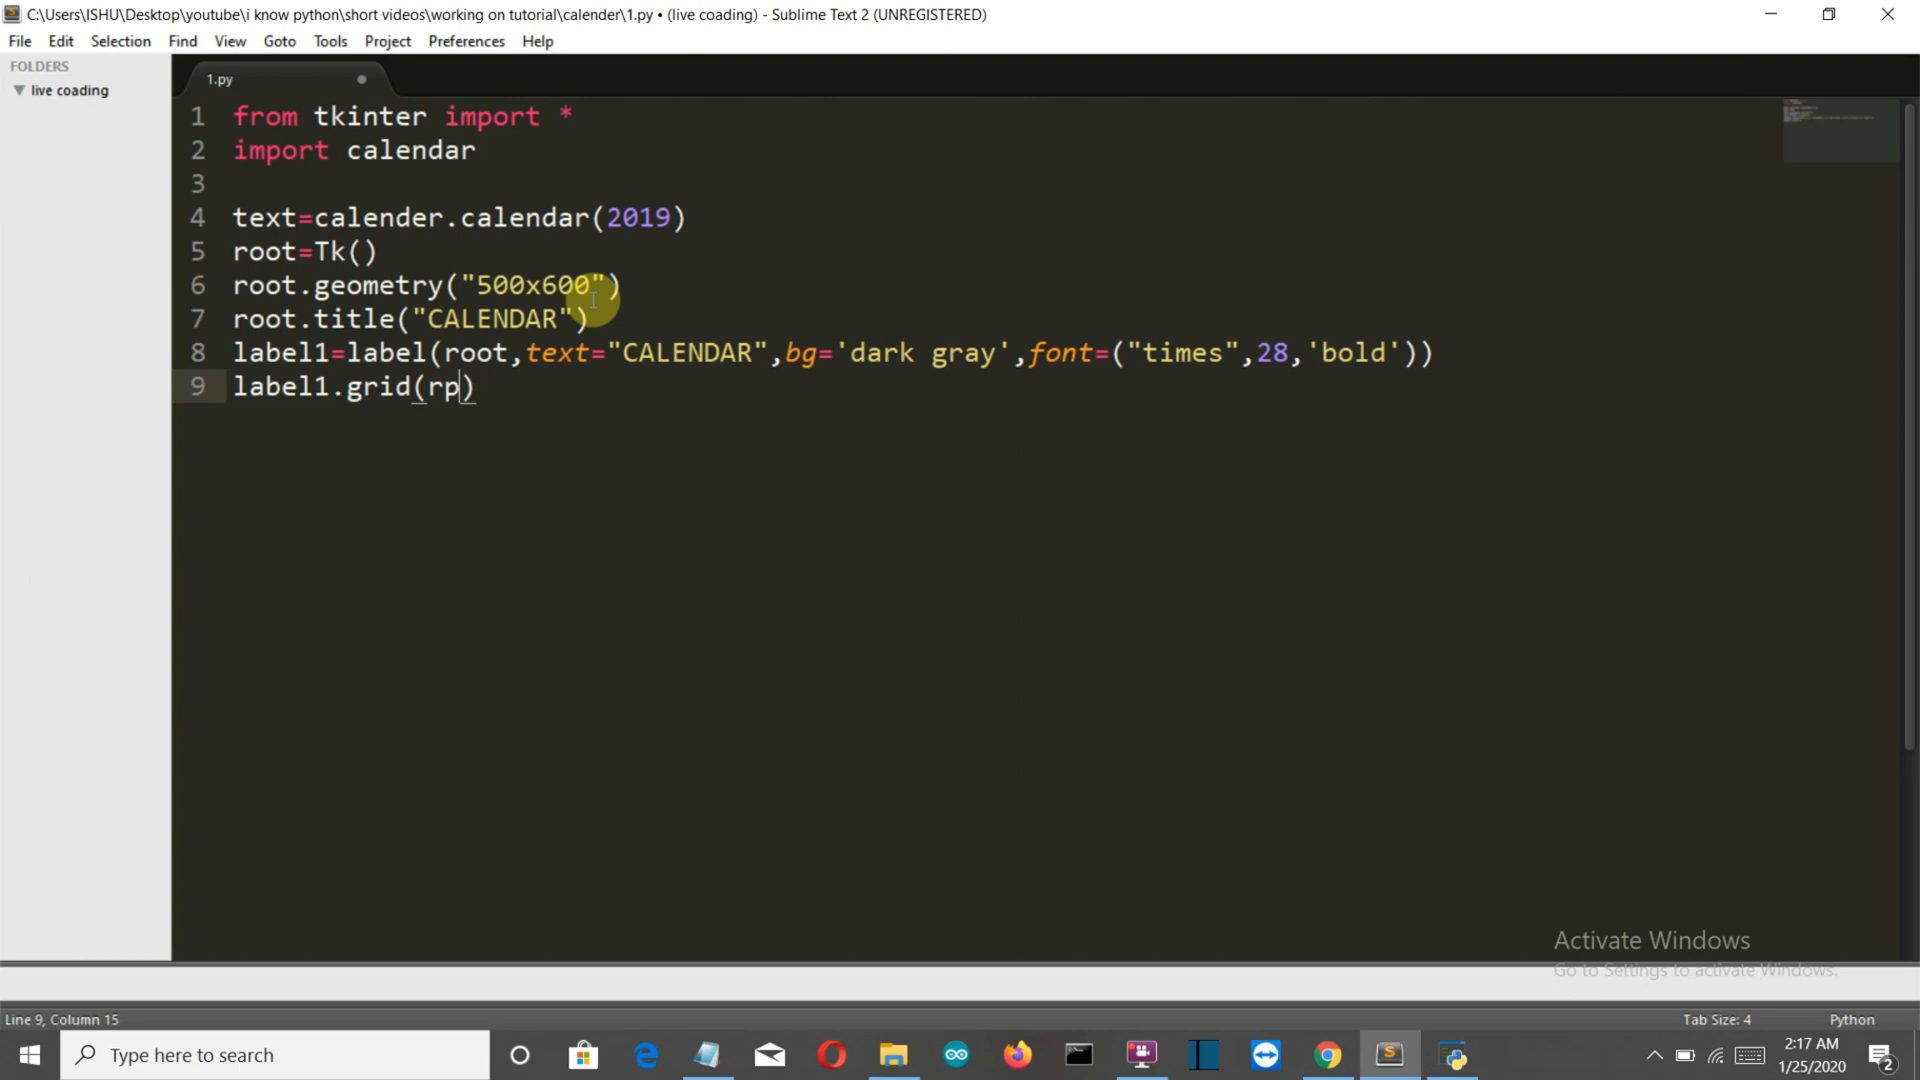 C:\Users\ISHU\Desktop\youtube\i know python\short videos\working on tutorial\calender\1.py • (live coading) - Sublime Text 2 (UNREGISTERED)
File Edit Selection Find View Goto Tools Project Preferences Help
FOLDERS
live coading
1.py
1 from tkinter import *
2 import calendar
3
4 text=calender.calendar(2019)
5 root=Tk()
6 root.geometry("500x600")
7 root.title("CALENDAR")
8 label1=label(root,text="CALENDAR",bg='dark gray',font=("times",28,'bold'))
9 label1.grid(rp)
Activate Windows
Go to Settings to activate Windows.
Line 9, Column 15
Tab Size: 4
Python
Type here to search
2:17 AM
1/25/2020
2